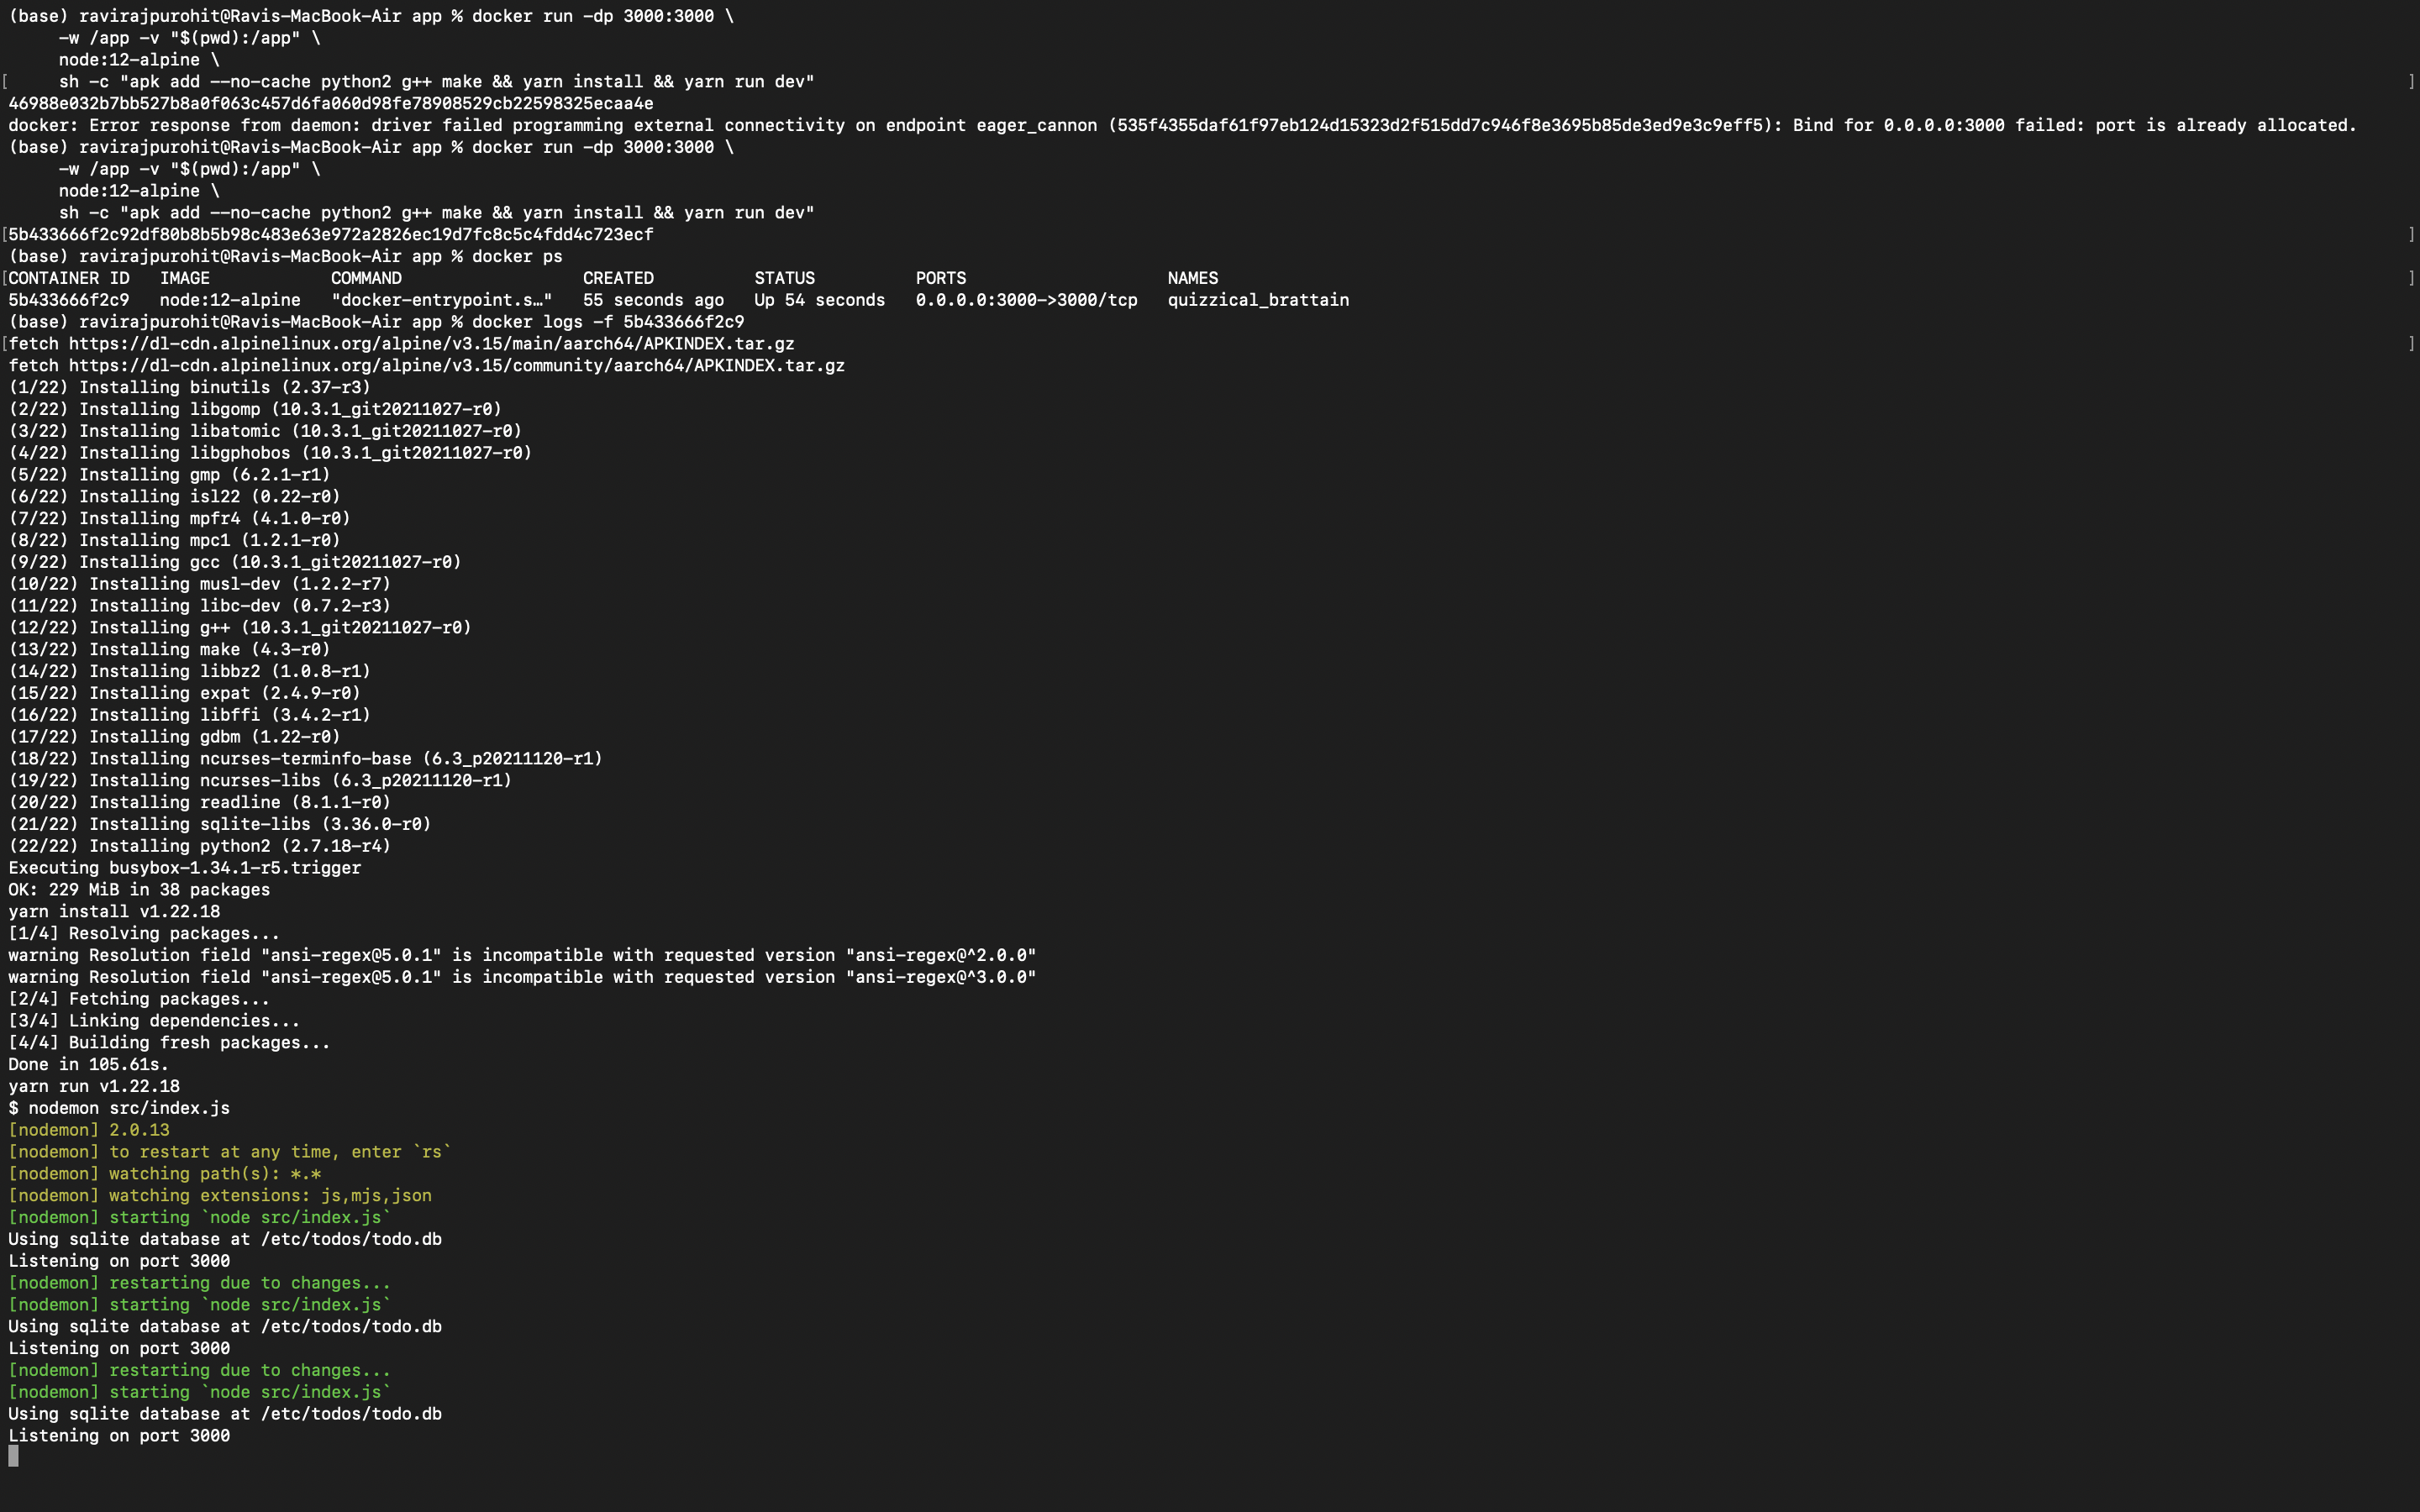 (base) ravirajpurohit@Ravis-MacBook-Air app % docker run -dp 3000:3000 \
     -w /app -v "$(pwd):/app" \
     node:12-alpine \
[     sh -c "apk add --no-cache python2 g++ make && yarn install && yarn run dev" ]
46988e032b7bb527b8a0f063c457d6fa060d98fe78908529cb22598325ecaa4e
docker: Error response from daemon: driver failed programming external connectivity on endpoint eager_cannon (535f4355daf61f97eb124d15323d2f515dd7c946f8e3695b85de3ed9e3c9eff5): Bind for 0.0.0.0:3000 failed: port is already allocated.
(base) ravirajpurohit@Ravis-MacBook-Air app % docker run -dp 3000:3000 \
     -w /app -v "$(pwd):/app" \
     node:12-alpine \
     sh -c "apk add --no-cache python2 g++ make && yarn install && yarn run dev"
[5b433666f2c92df80b8b5b98c483e63e972a2826ec19d7fc8c5c4fdd4c723ecf ]
(base) ravirajpurohit@Ravis-MacBook-Air app % docker ps
[CONTAINER ID   IMAGE            COMMAND                  CREATED          STATUS          PORTS                    NAMES ]
5b433666f2c9   node:12-alpine   "docker-entrypoint.s…"   55 seconds ago   Up 54 seconds   0.0.0.0:3000->3000/tcp   quizzical_brattain
(base) ravirajpurohit@Ravis-MacBook-Air app % docker logs -f 5b433666f2c9
[fetch https://dl-cdn.alpinelinux.org/alpine/v3.15/main/aarch64/APKINDEX.tar.gz ]
fetch https://dl-cdn.alpinelinux.org/alpine/v3.15/community/aarch64/APKINDEX.tar.gz
(1/22) Installing binutils (2.37-r3)
(2/22) Installing libgomp (10.3.1_git20211027-r0)
(3/22) Installing libatomic (10.3.1_git20211027-r0)
(4/22) Installing libgphobos (10.3.1_git20211027-r0)
(5/22) Installing gmp (6.2.1-r1)
(6/22) Installing isl22 (0.22-r0)
(7/22) Installing mpfr4 (4.1.0-r0)
(8/22) Installing mpc1 (1.2.1-r0)
(9/22) Installing gcc (10.3.1_git20211027-r0)
(10/22) Installing musl-dev (1.2.2-r7)
(11/22) Installing libc-dev (0.7.2-r3)
(12/22) Installing g++ (10.3.1_git20211027-r0)
(13/22) Installing make (4.3-r0)
(14/22) Installing libbz2 (1.0.8-r1)
(15/22) Installing expat (2.4.9-r0)
(16/22) Installing libffi (3.4.2-r1)
(17/22) Installing gdbm (1.22-r0)
(18/22) Installing ncurses-terminfo-base (6.3_p20211120-r1)
(19/22) Installing ncurses-libs (6.3_p20211120-r1)
(20/22) Installing readline (8.1.1-r0)
(21/22) Installing sqlite-libs (3.36.0-r0)
(22/22) Installing python2 (2.7.18-r4)
Executing busybox-1.34.1-r5.trigger
OK: 229 MiB in 38 packages
yarn install v1.22.18
[1/4] Resolving packages...
warning Resolution field "ansi-regex@5.0.1" is incompatible with requested version "ansi-regex@^2.0.0"
warning Resolution field "ansi-regex@5.0.1" is incompatible with requested version "ansi-regex@^3.0.0"
[2/4] Fetching packages...
[3/4] Linking dependencies...
[4/4] Building fresh packages...
Done in 105.61s.
yarn run v1.22.18
$ nodemon src/index.js
[nodemon] 2.0.13
[nodemon] to restart at any time, enter `rs`
[nodemon] watching path(s): *.*
[nodemon] watching extensions: js,mjs,json
[nodemon] starting `node src/index.js`
Using sqlite database at /etc/todos/todo.db
Listening on port 3000
[nodemon] restarting due to changes...
[nodemon] starting `node src/index.js`
Using sqlite database at /etc/todos/todo.db
Listening on port 3000
[nodemon] restarting due to changes...
[nodemon] starting `node src/index.js`
Using sqlite database at /etc/todos/todo.db
Listening on port 3000